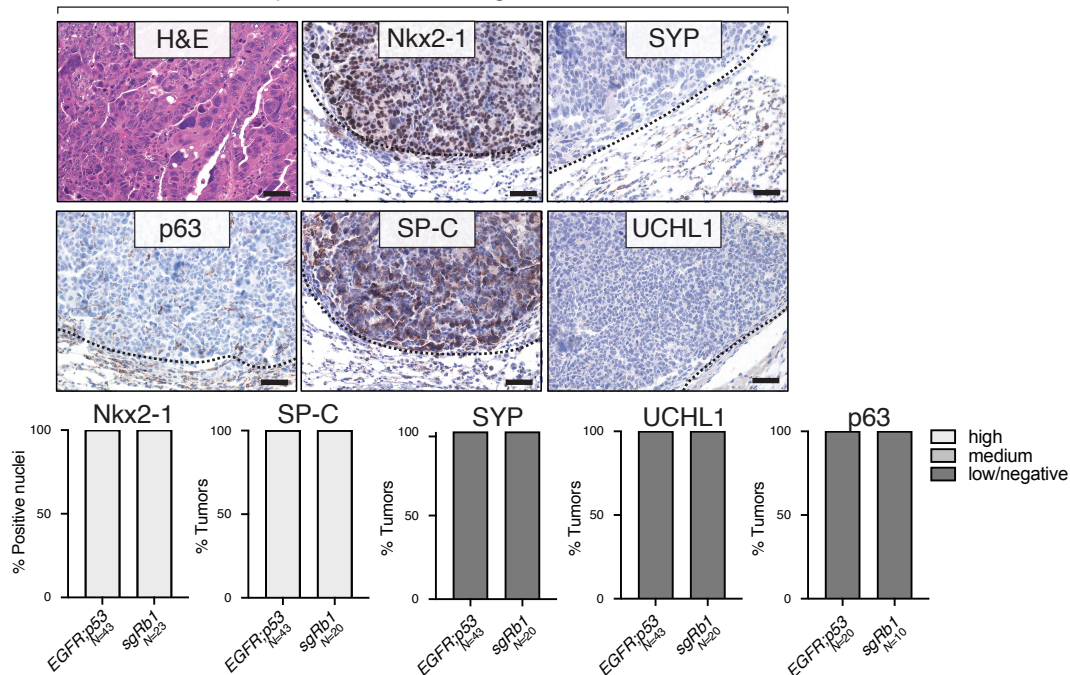 H&E
Nkx2-1
SYP
p63
SP-C
UCHL1
Nkx2-1
% Positive nuclei
100
50
0
EGFR;p53
N=43
sgRb1
N=23
SP-C
% Tumors
100
50
0
EGFR;p53
N=43
sgRb1
N=20
SYP
% Tumors
100
50
0
EGFR;p53
N=43
sgRb1
N=20
UCHL1
% Tumors
100
50
0
EGFR;p53
N=43
sgRb1
N=20
p63
% Tumors
100
50
0
EGFR;p53
N=20
sgRb1
N=10
high
medium
low/negative